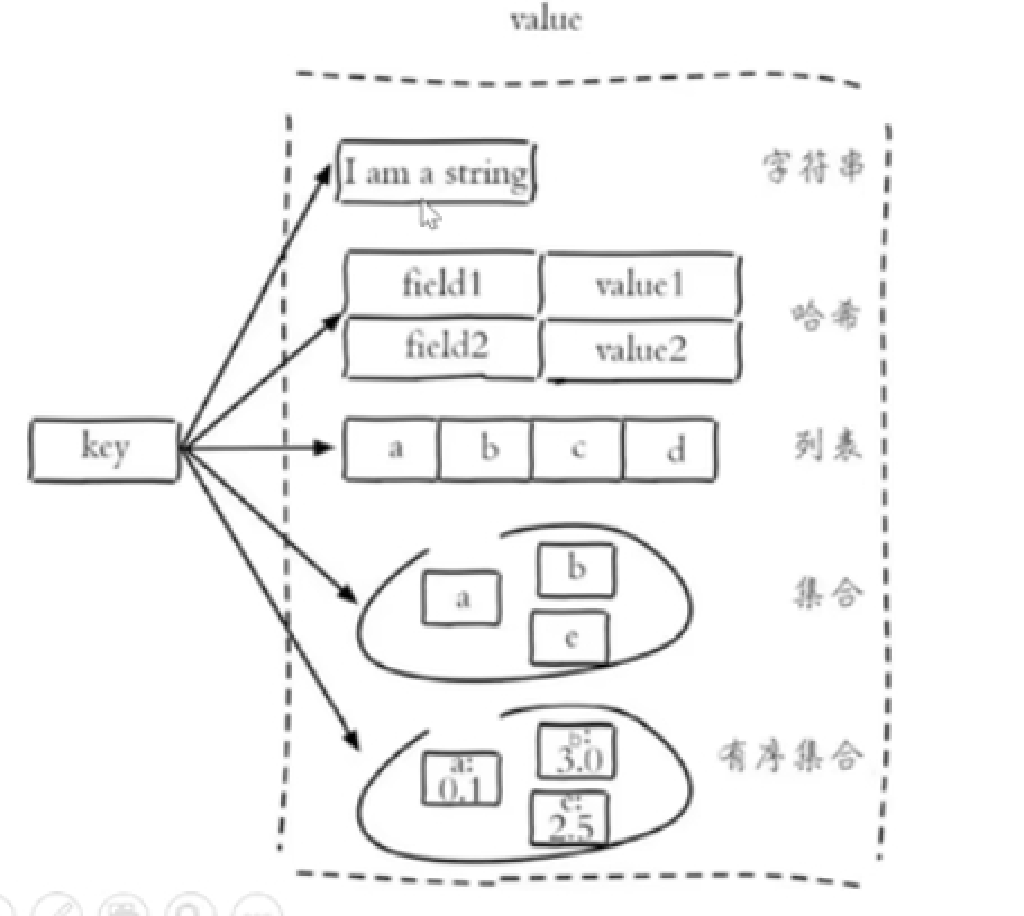 value
I am a string
字符串
field1 value1
哈希
field2 value2
key
a b c d
列表
b
a
集合
e
b:
3.0
有序集合
a:
0.1
c:
2.5